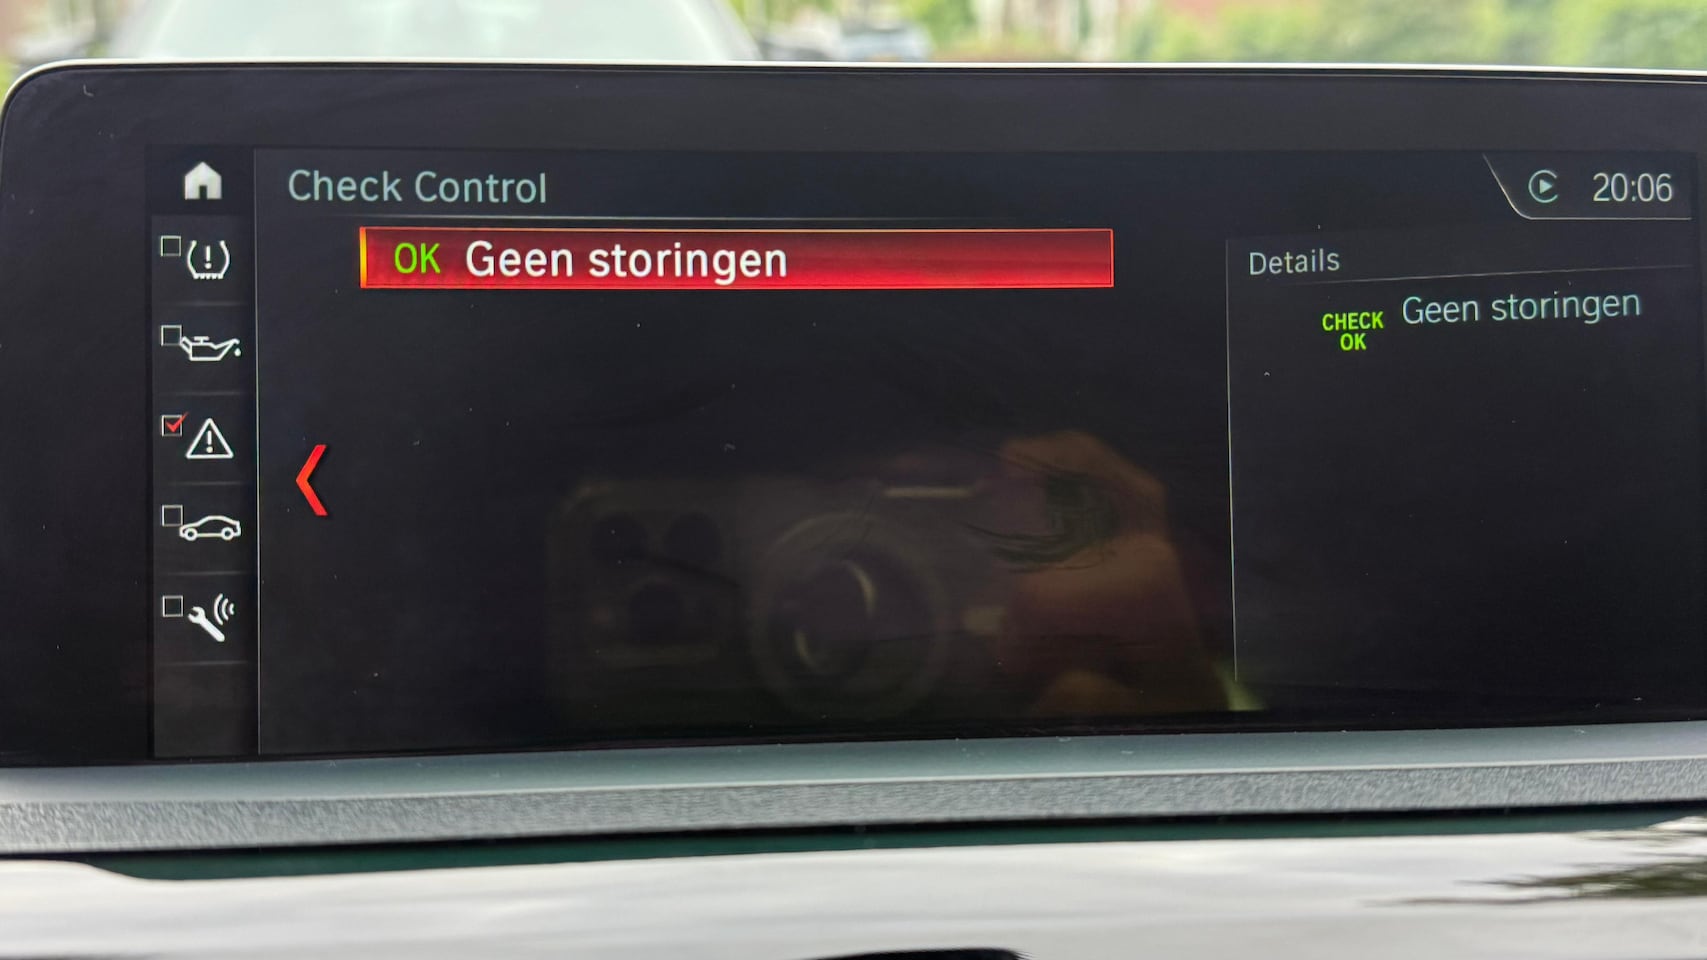 Check Control
20:06
OK Geen storingen
Details
CHECK
OK
Geen storingen